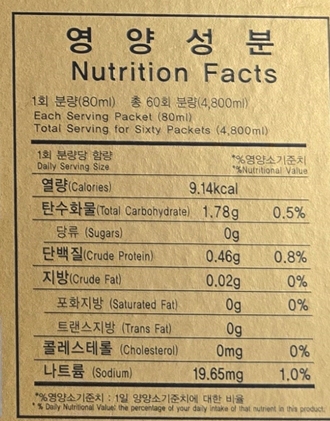 영 양 성 분
Nutrition Facts
1회 분량(80ml) 총 60회 분량(4,800ml)
Each Serving Packet (80ml)
Total Serving for Sixty Packets (4,800ml)
1회 분량당 함량 *%영양소기준치
Daily Serving Size *%Nutritional Value
열량(Calories) 9.14kcal
탄수화물(Total Carbohydrate) 1.78g 0.5%
당류 (Sugars) 0g
단백질(Crude Protein) 0.46g 0.8%
지방(Crude Fat) 0.02g 0%
포화지방 (Saturated Fat) 0g 0%
트랜스지방 (Trans Fat) 0g
콜레스테롤 (Cholesterol) 0mg 0%
나트륨 (Sodium) 19.65mg 1.0%
*%영양소기준치 : 1일 영양소기준치에 대한 비율
* % Daily Nutritional Value: the percentage of your daily intake of that nutrient in this product.